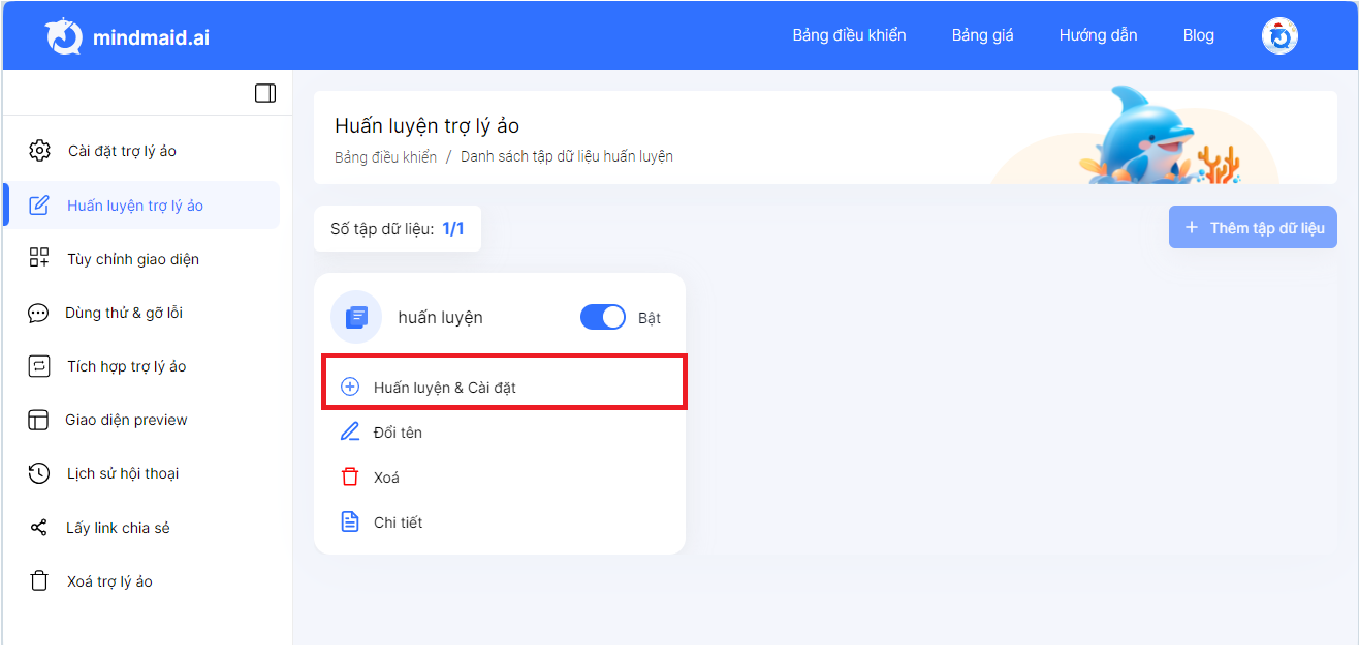 mindmaid.ai
Bảng điều khiển
Bảng giá
Hướng dẫn
Blog
Cài đặt trợ lý ảo
Huấn luyện trợ lý ảo
Tùy chỉnh giao diện
Dùng thử & gỡ lỗi
Tích hợp trợ lý ảo
Giao diện preview
Lịch sử hội thoại
Lấy link chia sẻ
Xoá trợ lý ảo
Huấn luyện trợ lý ảo
Bảng điều khiển / Danh sách tập dữ liệu huấn luyện
Số tập dữ liệu: 1/1
+ Thêm tập dữ liệu
huấn luyện
Bật
Huấn luyện & Cài đặt
Đổi tên
Xoá
Chi tiết